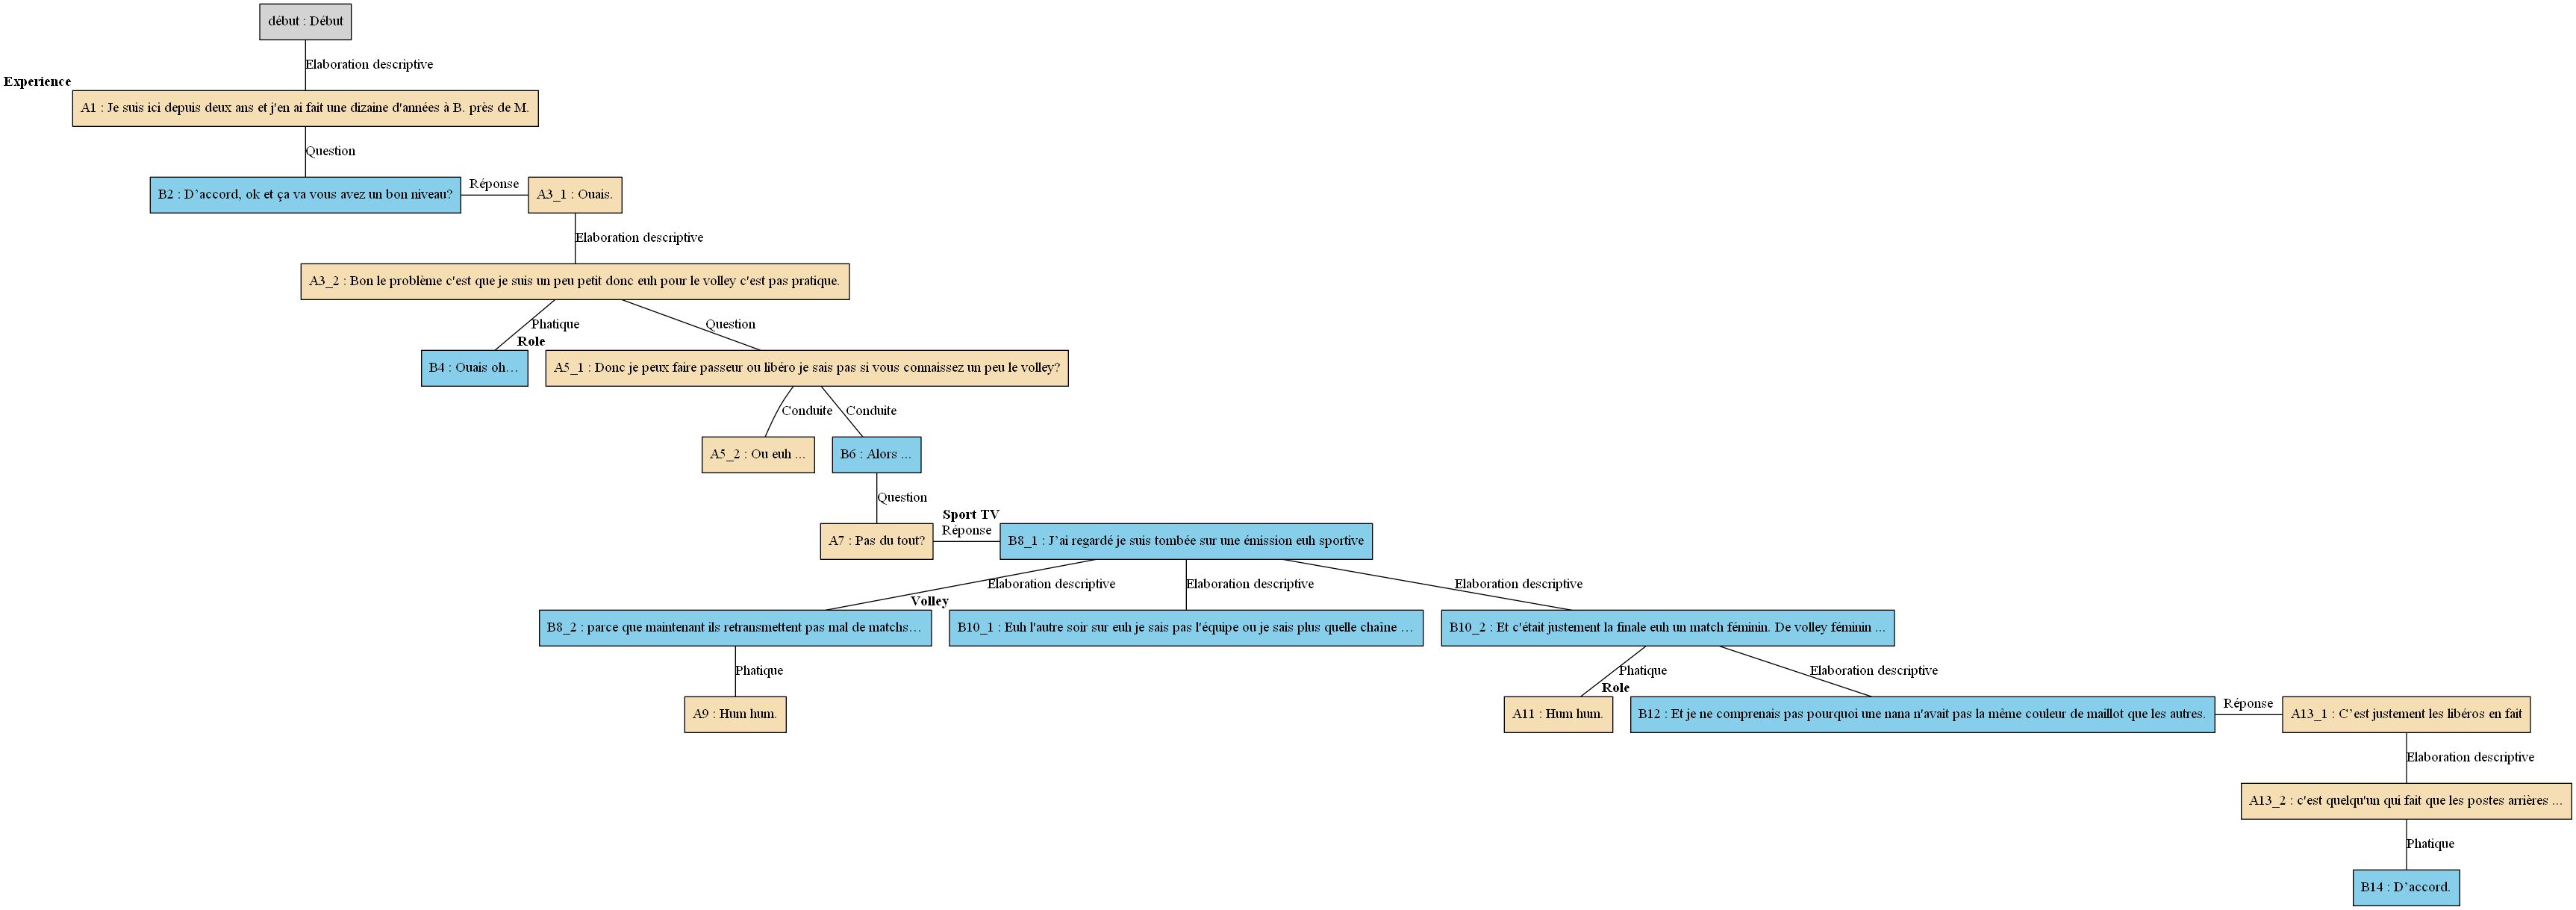 début : Début
Elaboration descriptive
Experience
A1 : Je suis ici depuis deux ans et j'en ai fait une dizaine d'années à B. près de M.
Question
B2 : D’accord, ok et ça va vous avez un bon niveau?
Réponse
A3_1 : Ouais.
Elaboration descriptive
A3_2 : Bon le problème c'est que je suis un peu petit donc euh pour le volley c'est pas pratique.
Phatique
Question
Role
B4 : Ouais oh…
A5_1 : Donc je peux faire passeur ou libéro je sais pas si vous connaissez un peu le volley?
Conduite
Conduite
A5_2 : Ou euh ...
B6 : Alors ...
Question
Sport TV
A7 : Pas du tout?
Réponse
B8_1 : J’ai regardé je suis tombée sur une émission euh sportive
Elaboration descriptive
Elaboration descriptive
Elaboration descriptive
Volley
B8_2 : parce que maintenant ils retransmettent pas mal de matchs…
B10_1 : Euh l'autre soir sur euh je sais pas l'équipe ou je sais plus quelle chaîne …
B10_2 : Et c'était justement la finale euh un match féminin. De volley féminin ...
Phatique
Phatique
Elaboration descriptive
Role
A9 : Hum hum.
A11 : Hum hum.
B12 : Et je ne comprenais pas pourquoi une nana n'avait pas la même couleur de maillot que les autres.
Réponse
A13_1 : C’est justement les libéros en fait
Elaboration descriptive
A13_2 : c'est quelqu'un qui fait que les postes arrières ...
Phatique
B14 : D’accord.